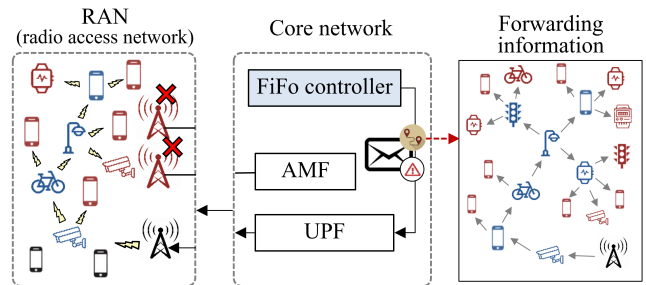 RAN
(radio access network)
Core network
FiFo controller
AMF
UPF
Forwarding
information